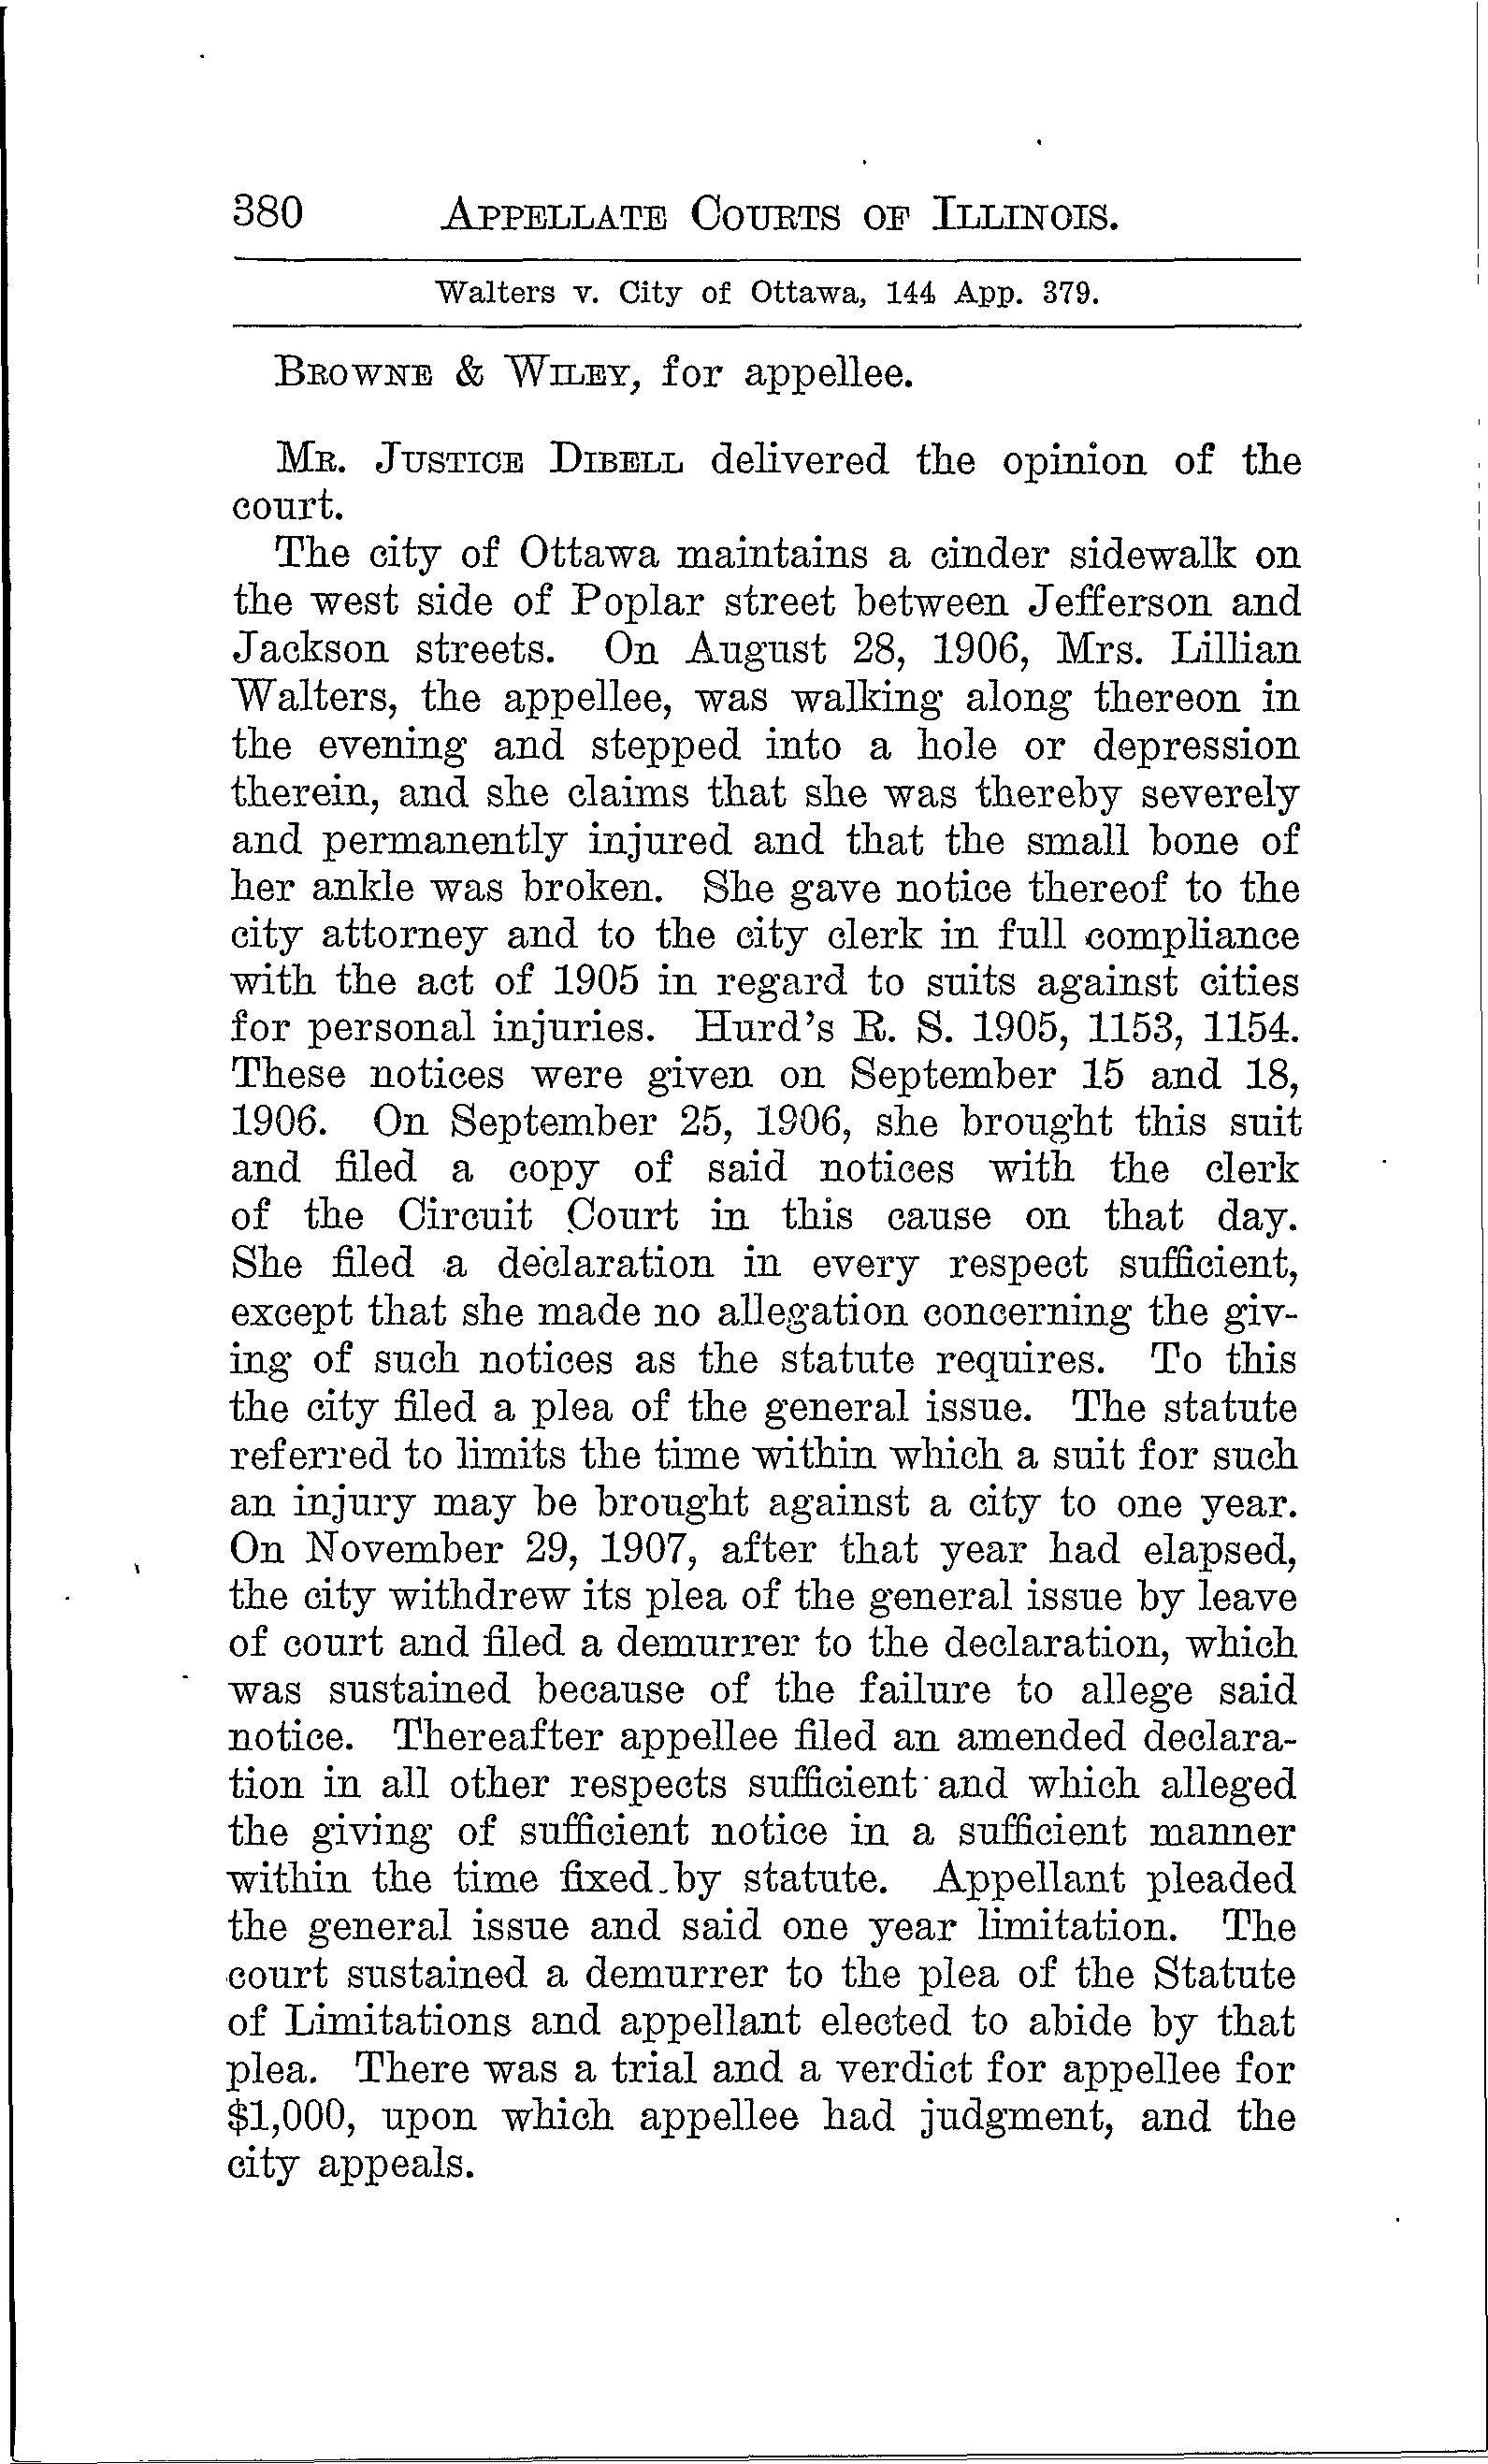 380 APPELLATE COURTS OF ILLINOIS.
Walters v. City of Ottawa, 144 App. 379.
BROWNE & WILEY, for appellee.
MR. JUSTICE DIBELL delivered the opinion of the
court.
The city of Ottawa maintains a cinder sidewalk on
the west side of Poplar street between Jefferson and
Jackson streets. On August 28, 1906, Mrs. Lillian
Walters, the appellee, was walking along thereon in
the evening and stepped into a hole or depression
therein, and she claims that she was thereby severely
and permanently injured and that the small bone of
her ankle was broken. She gave notice thereof to the
city attorney and to the city clerk in full compliance
with the act of 1905 in regard to suits against cities
for personal injuries. Hurd's R. S. 1905, 1153, 1154.
These notices were given on September 15 and 18,
1906. On September 25, 1906, she brought this suit
and filed a copy of said notices with the clerk
of the Circuit Court in this cause on that day.
She filed a declaration in every respect sufficient,
except that she made no allegation concerning the giv-
ing of such notices as the statute requires. To this
the city filed a plea of the general issue. The statute
referred to limits the time within which a suit for such
an injury may be brought against a city to one year.
On November 29, 1907, after that year had elapsed,
the city withdrew its plea of the general issue by leave
of court and filed a demurrer to the declaration, which
was sustained because of the failure to allege said
notice. Thereafter appellee filed an amended declara-
tion in all other respects sufficient and which alleged
the giving of sufficient notice in a sufficient manner
within the time fixed by statute. Appellant pleaded
the general issue and said one year limitation. The
court sustained a demurrer to the plea of the Statute
of Limitations and appellant elected to abide by that
plea. There was a trial and a verdict for appellee for
$1,000, upon which appellee had judgment, and the
city appeals.